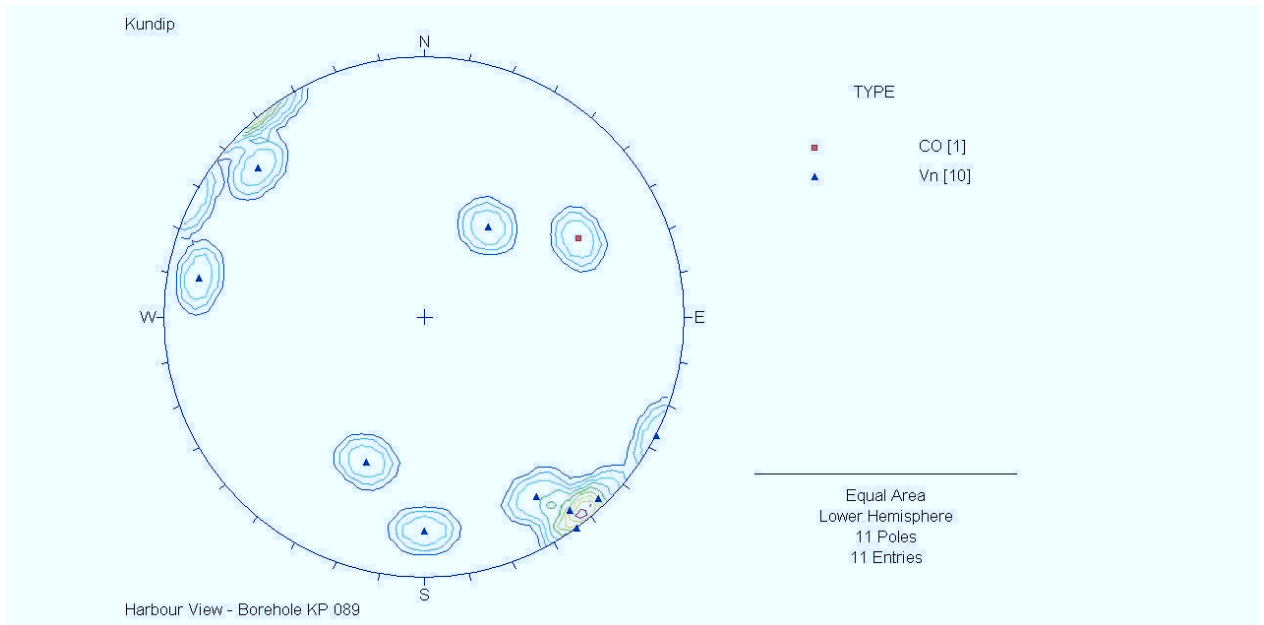 Kundip
N
TYPE
CO [1]
Vn [10]
W
E
Equal Area
Lower Hemisphere
11 Poles
11 Entries
S
Harbour View - Borehole KP 089